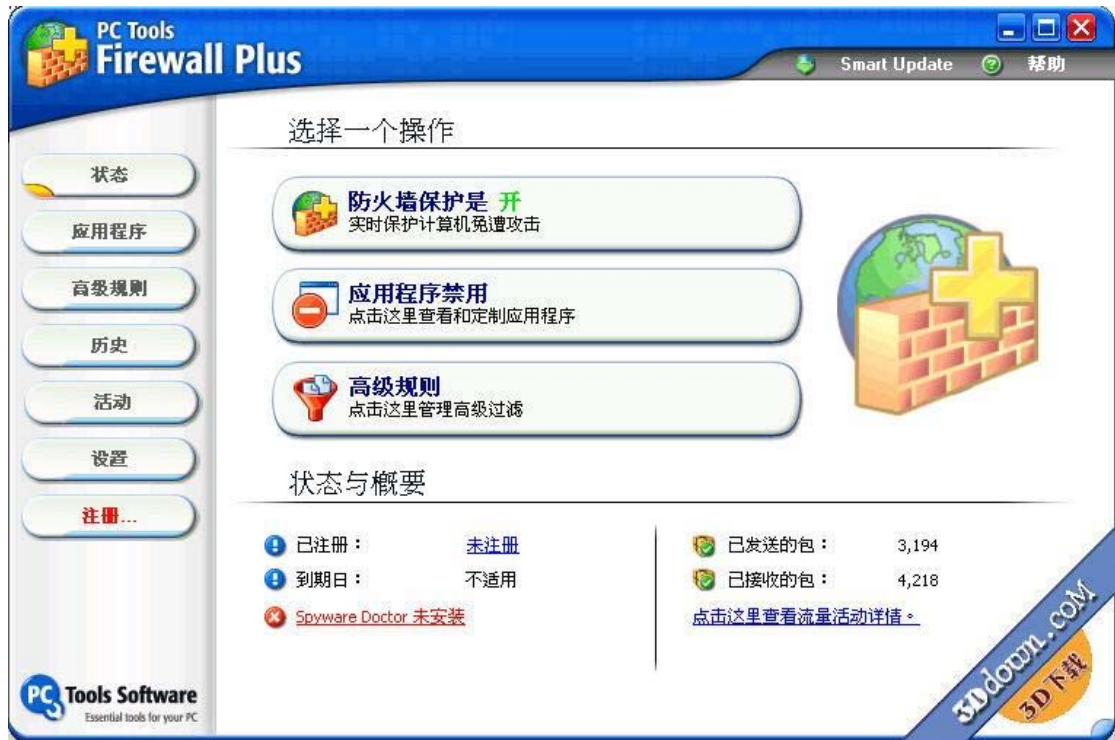 PC Tools
Firewall Plus
Smart Update
帮助
状态
应用程序
高级规则
历史
活动
设置
注册...
选择一个操作
防火墙保护是 开
实时保护计算机免遭攻击
应用程序禁用
点击这里查看和定制应用程序
高级规则
点击这里管理高级过滤
状态与概要
已注册： 未注册
到期日： 不适用
Spyware Doctor 未安装
已发送的包： 3,194
已接收的包： 4,218
点击这里查看流量活动详情。
PC Tools Software
Essential tools for your PC
3Ddown.com
3D下载